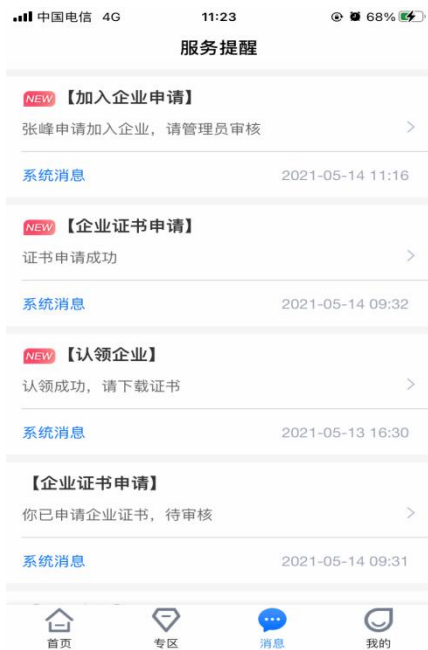 中国电信 4G 11:23 68%
服务提醒
NEW 【加入企业申请】
张峰申请加入企业，请管理员审核
系统消息 2021-05-14 11:16
NEW 【企业证书申请】
证书申请成功
系统消息 2021-05-14 09:32
NEW 【认领企业】
认领成功，请下载证书
系统消息 2021-05-13 16:30
【企业证书申请】
你已申请企业证书，待审核
系统消息 2021-05-14 09:31
首页 专区 消息 我的